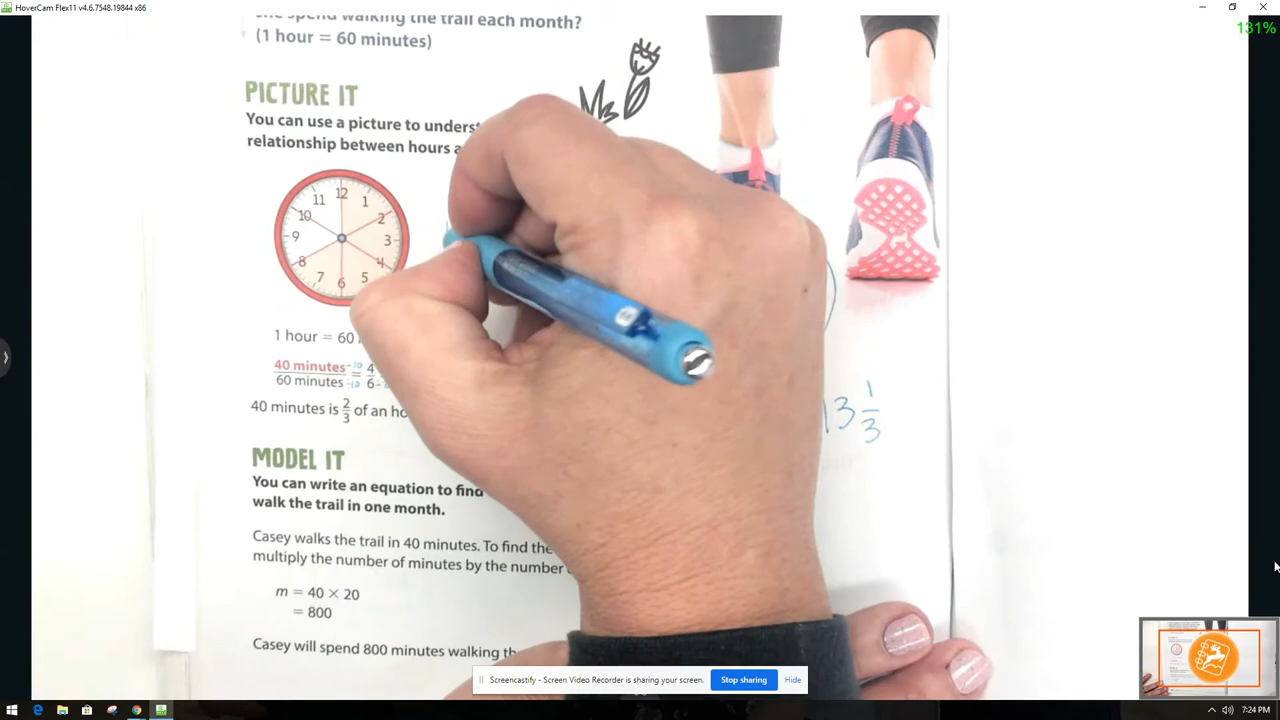 HoverCam Flex11 v4.6.7548.19844 x86
131%
she spend walking the trail each month?
(1 hour = 60 minutes)
PICTURE IT
You can use a picture to
relationship between hours
12
11 1
10 2
9 3
8 4
7 5
6
1 hour = 60
40 minutes ÷10 = 4
60 minutes ÷10 6
40 minutes is 2/3 of an
13 1/3
MODEL IT
You can write an equation to find
walk the trail in one month.
Casey walks the trail in 40 minutes. To find the
multiply the number of minutes by the number
m = 40 × 20
= 800
Casey will spend 800 minutes walking
Screencastify - Screen Video Recorder is sharing your screen. Stop sharing Hide
7:24 PM